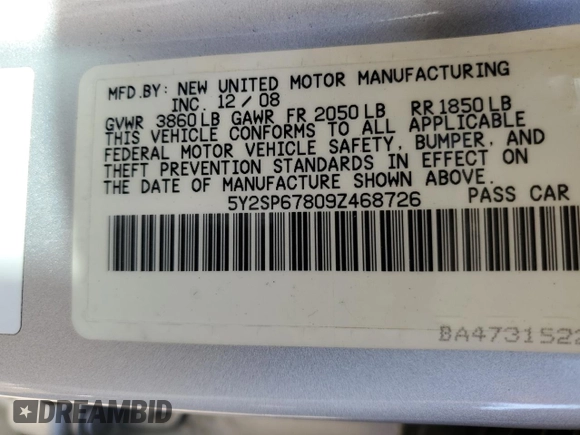 MFD.BY: NEW UNITED MOTOR MANUFACTURING
INC. 12/08
GVWR 3860LB GAWR FR 2050LB RR 1850LB
THIS VEHICLE CONFORMS TO ALL APPLICABLE
FEDERAL MOTOR VEHICLE SAFETY, BUMPER, AND
THEFT PREVENTION STANDARDS IN EFFECT ON
THE DATE OF MANUFACTURE SHOWN ABOVE.
5Y2SP67809Z468726 PASS CAR
BA4731522
DREAMBID